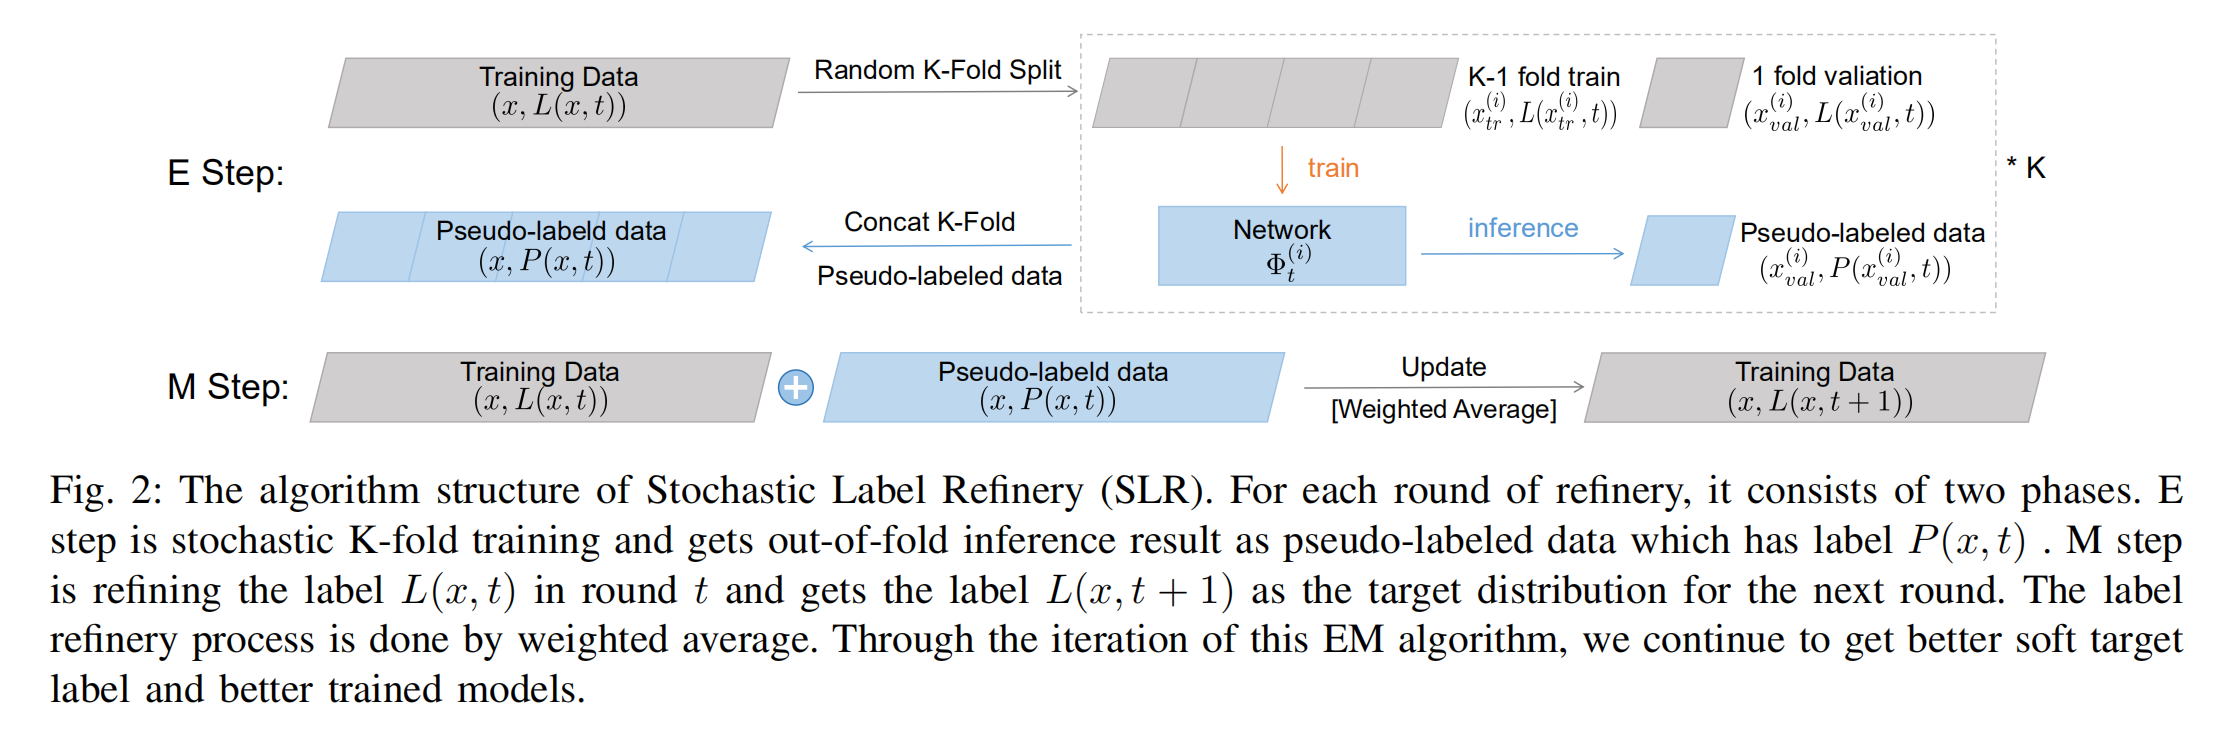 Training Data
(x, L(x, t))
Random K-Fold Split
K-1 fold train
(x_{tr}^{(i)}, L(x_{tr}^{(i)}, t))
1 fold valiation
(x_{val}^{(i)}, L(x_{val}^{(i)}, t))
E Step:
train
* K
Pseudo-labeld data
(x, P(x, t))
Concat K-Fold
Pseudo-labeled data
Network
Φ_t^{(i)}
inference
Pseudo-labeled data
(x_{val}^{(i)}, P(x_{val}^{(i)}, t))
M Step:
Training Data
(x, L(x, t))
+
Pseudo-labeld data
(x, P(x, t))
Update
[Weighted Average]
Training Data
(x, L(x, t + 1))
Fig. 2: The algorithm structure of Stochastic Label Refinery (SLR). For each round of refinery, it consists of two phases. E
step is stochastic K-fold training and gets out-of-fold inference result as pseudo-labeled data which has label P(x, t) . M step
is refining the label L(x, t) in round t and gets the label L(x, t + 1) as the target distribution for the next round. The label
refinery process is done by weighted average. Through the iteration of this EM algorithm, we continue to get better soft target
label and better trained models.